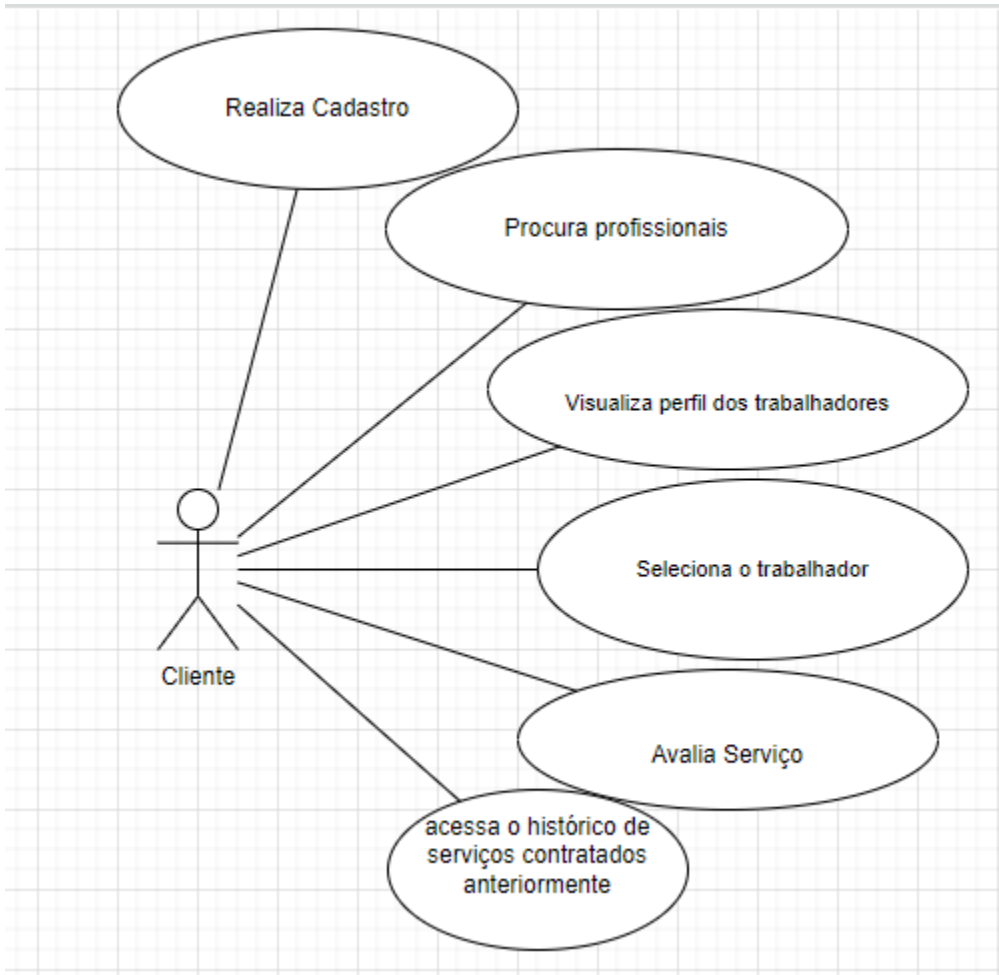 Realiza Cadastro
Procura profissionais
Visualiza perfil dos trabalhadores
Seleciona o trabalhador
Cliente
Avalia Serviço
acessa o histórico de
serviços contratados
anteriormente